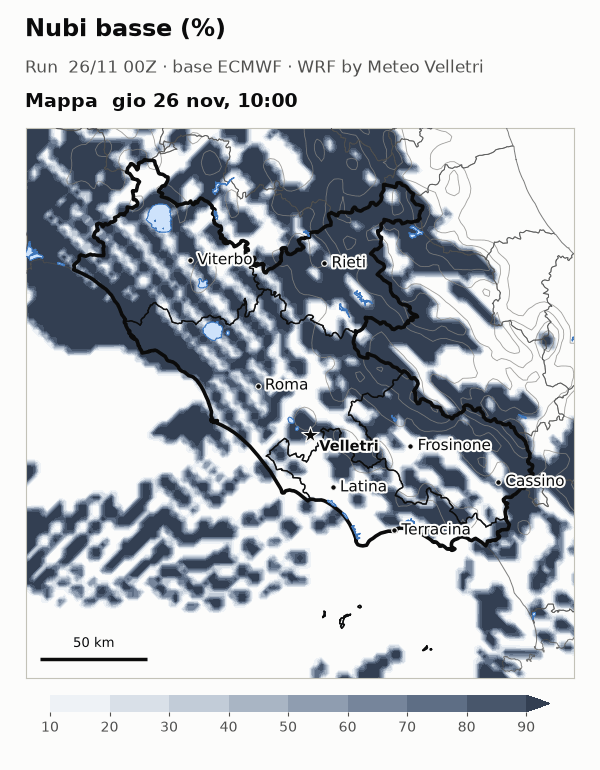 Nubi basse (%)
Run  26/11 00Z · base ECMWF · WRF by Meteo Velletri
Mappa  gio 26 nov, 10:00
Viterbo
Rieti
Roma
Velletri
Frosinone
Cassino
Latina
Terracina
50 km
10 20 30 40 50 60 70 80 90